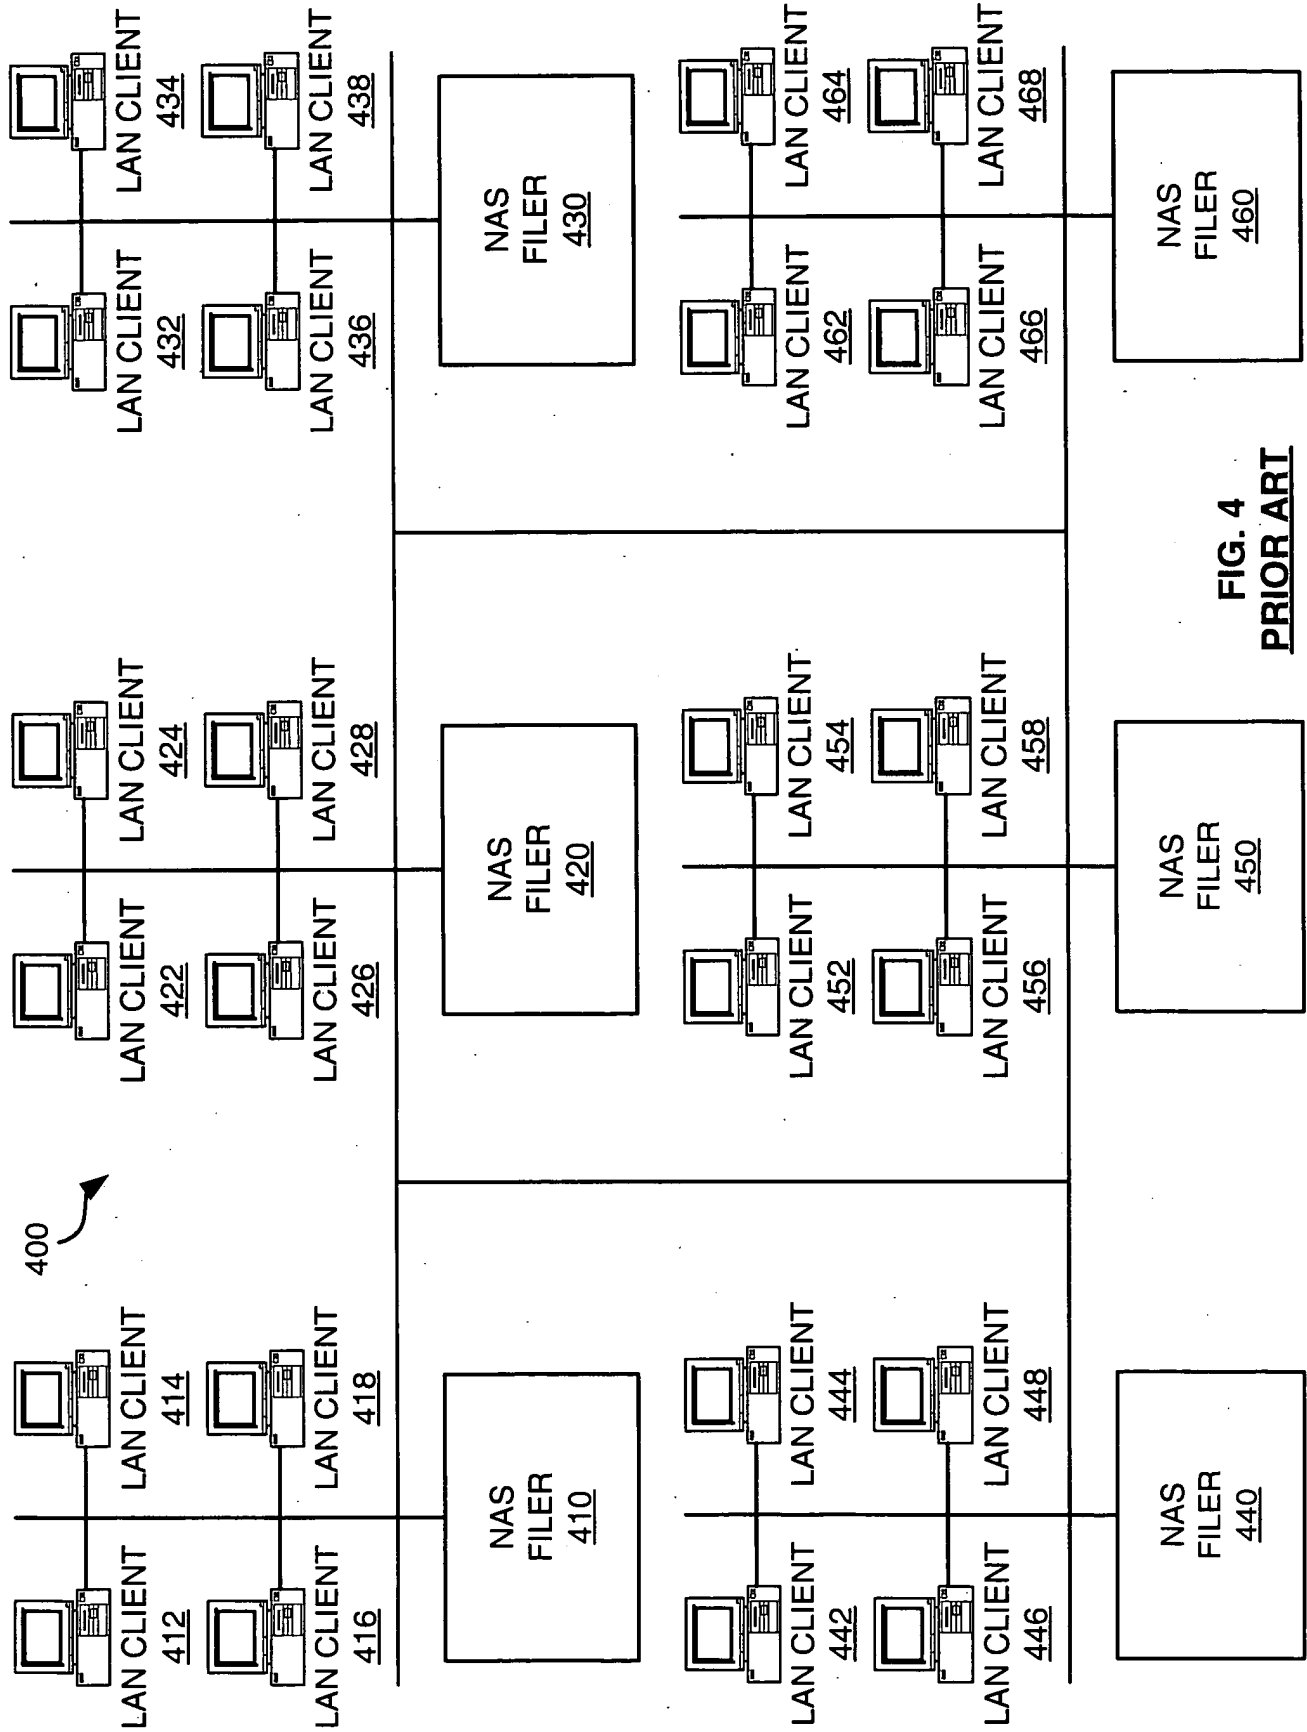 400
LAN CLIENT
412
LAN CLIENT
414
LAN CLIENT
416
LAN CLIENT
418
NAS
FILER
410
LAN CLIENT
422
LAN CLIENT
424
LAN CLIENT
426
LAN CLIENT
428
NAS
FILER
420
LAN CLIENT
432
LAN CLIENT
434
LAN CLIENT
436
LAN CLIENT
438
NAS
FILER
430
LAN CLIENT
442
LAN CLIENT
444
LAN CLIENT
446
LAN CLIENT
448
NAS
FILER
440
LAN CLIENT
452
LAN CLIENT
454
LAN CLIENT
456
LAN CLIENT
458
NAS
FILER
450
LAN CLIENT
462
LAN CLIENT
464
LAN CLIENT
466
LAN CLIENT
468
NAS
FILER
460
FIG. 4
PRIOR ART